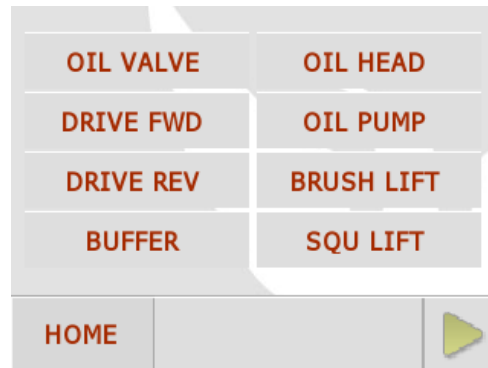 OIL VALVE
OIL HEAD
DRIVE FWD
OIL PUMP
DRIVE REV
BRUSH LIFT
BUFFER
SQU LIFT
HOME